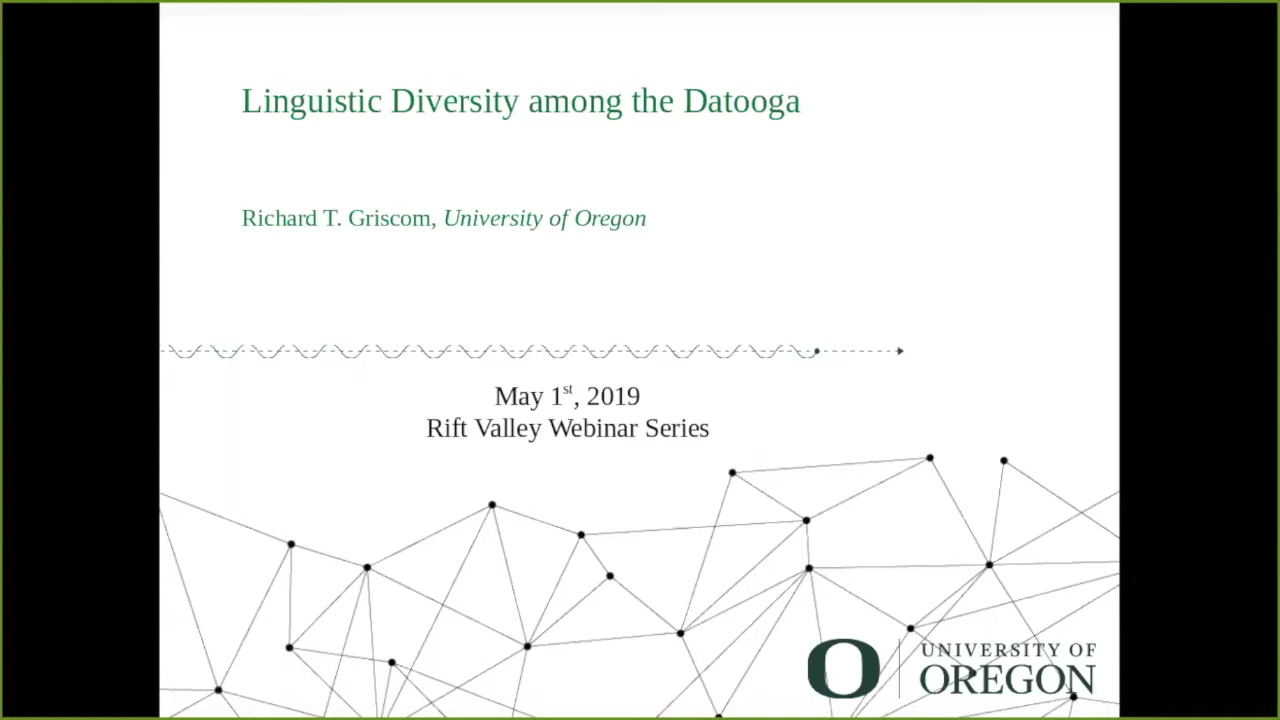 Linguistic Diversity among the Datooga
Richard T. Griscom, University of Oregon
May 1st, 2019
Rift Valley Webinar Series
UNIVERSITY OF
OREGON